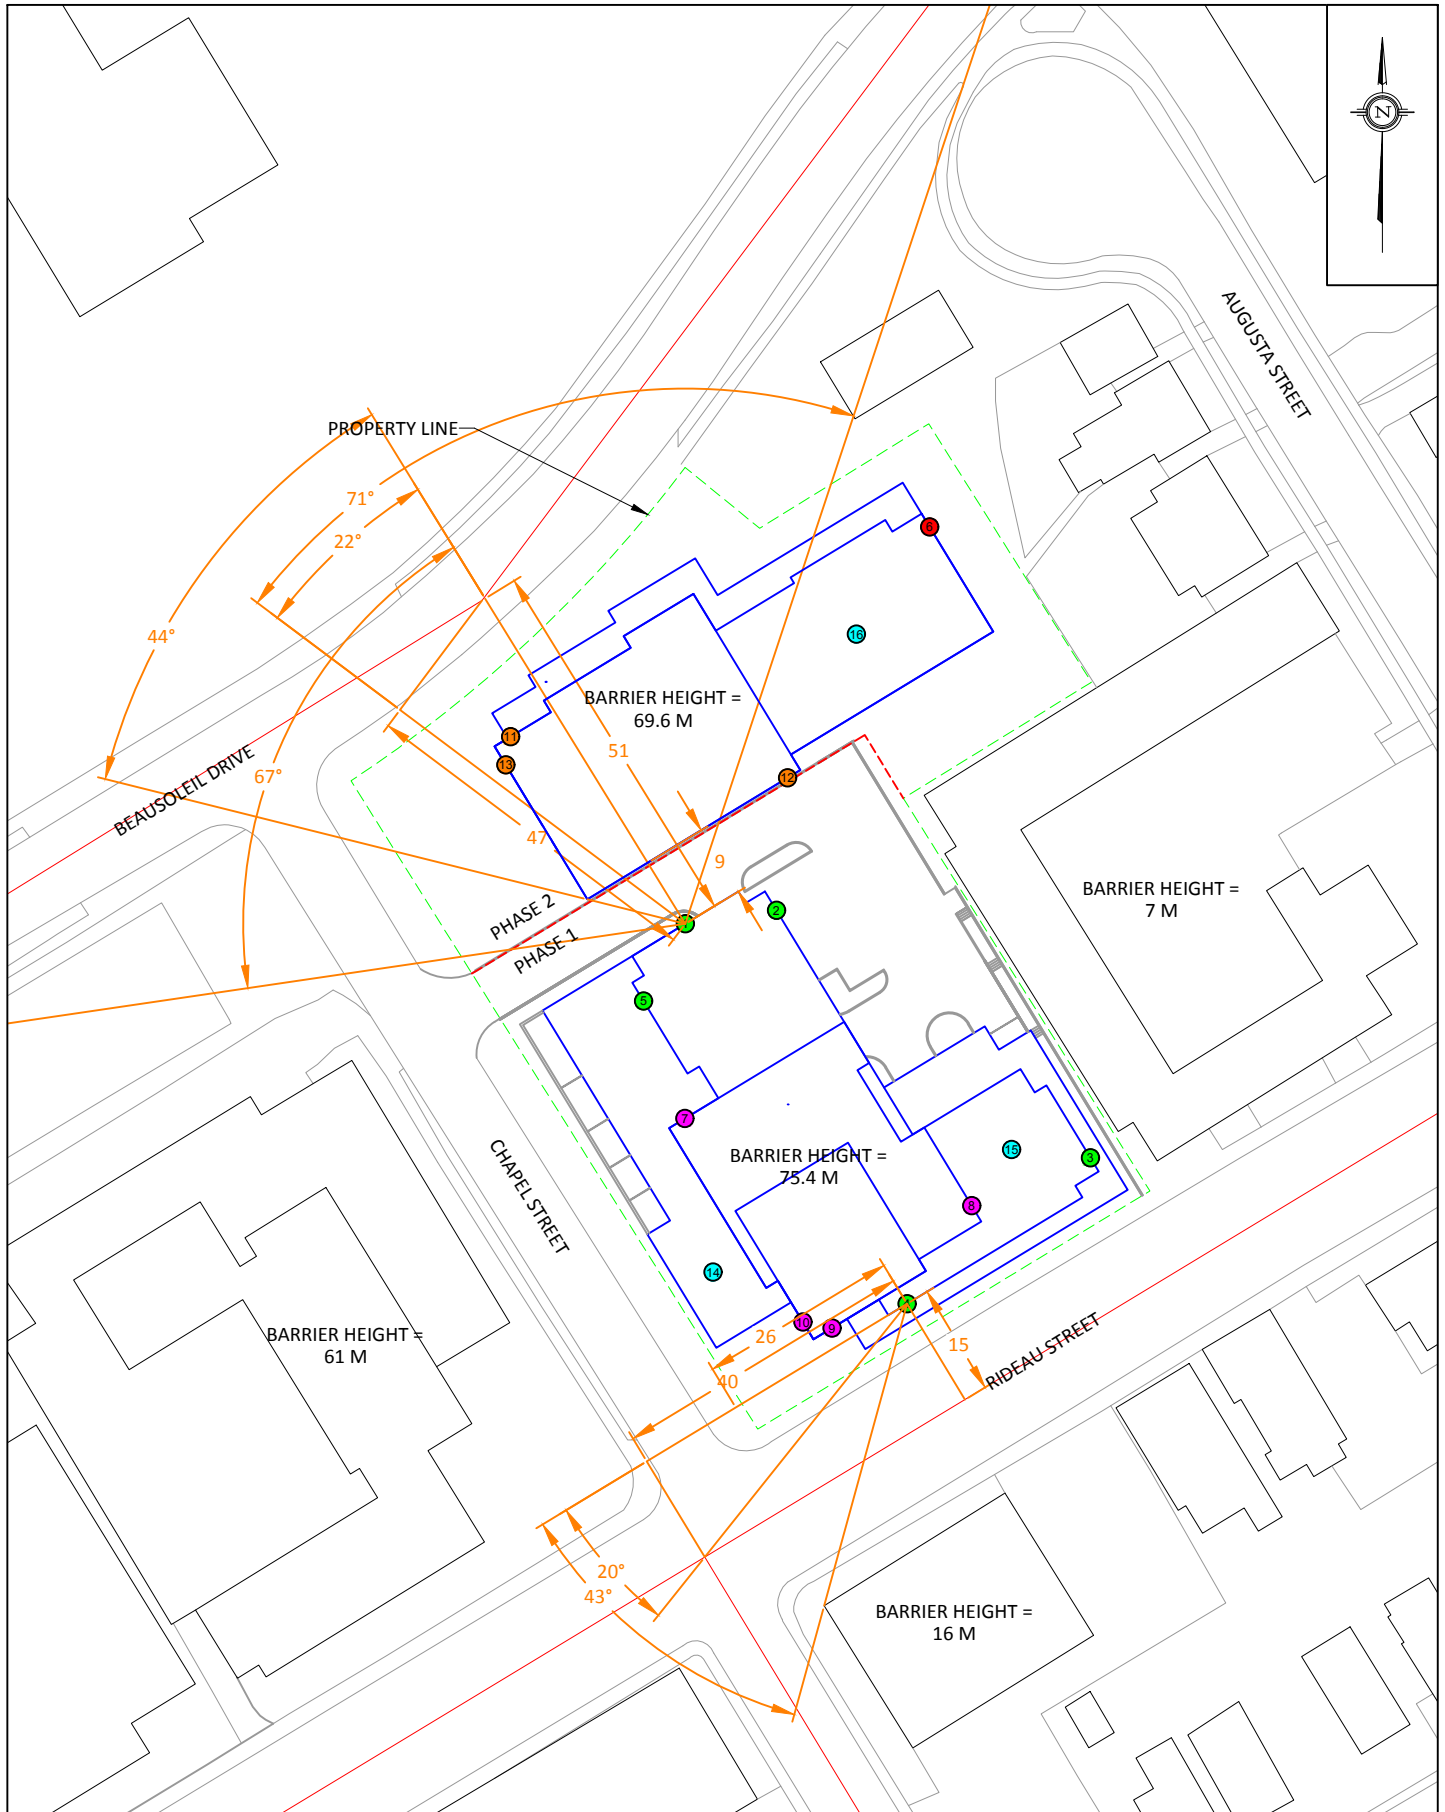 N
AUGUSTA STREET
PROPERTY LINE
71°
22°
6
44°
16
BARRIER HEIGHT =
69.6 M
11
51
13
12
67°
BEAUSOLEIL DRIVE
47
9
BARRIER HEIGHT =
7 M
PHASE 2
2
PHASE 1
5
7
CHAPEL STREET
BARRIER HEIGHT =
75.4 M
15
3
8
14
4
10
9
26
15
BARRIER HEIGHT =
61 M
RIDEAU STREET
40
20°
43°
BARRIER HEIGHT =
16 M